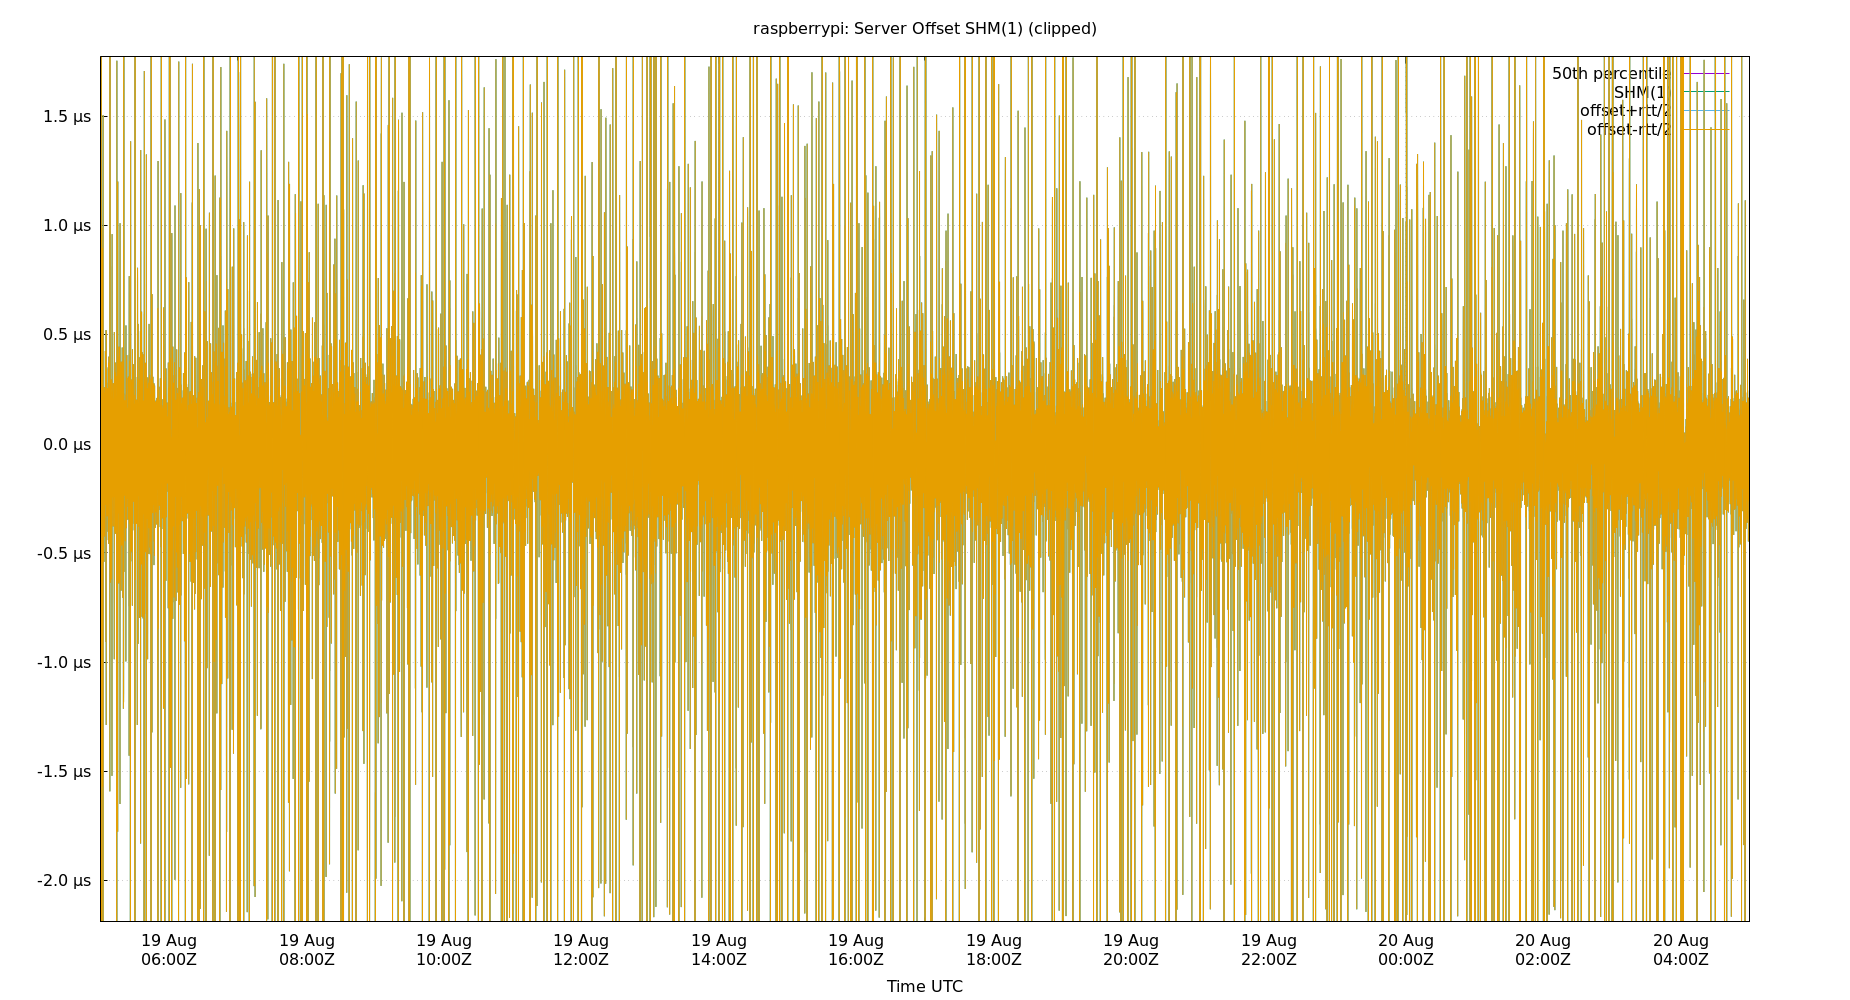 raspberrypi: Server Offset SHM(1) (clipped)
50th percentile
SHM(1)
offset+rtt/2
offset-rtt/2
1.5 µs
1.0 µs
0.5 µs
0.0 µs
-0.5 µs
-1.0 µs
-1.5 µs
-2.0 µs
19 Aug 19 Aug 19 Aug 19 Aug 19 Aug 19 Aug 19 Aug 19 Aug 19 Aug 20 Aug 20 Aug 20 Aug
06:00Z 08:00Z 10:00Z 12:00Z 14:00Z 16:00Z 18:00Z 20:00Z 22:00Z 00:00Z 02:00Z 04:00Z
Time UTC